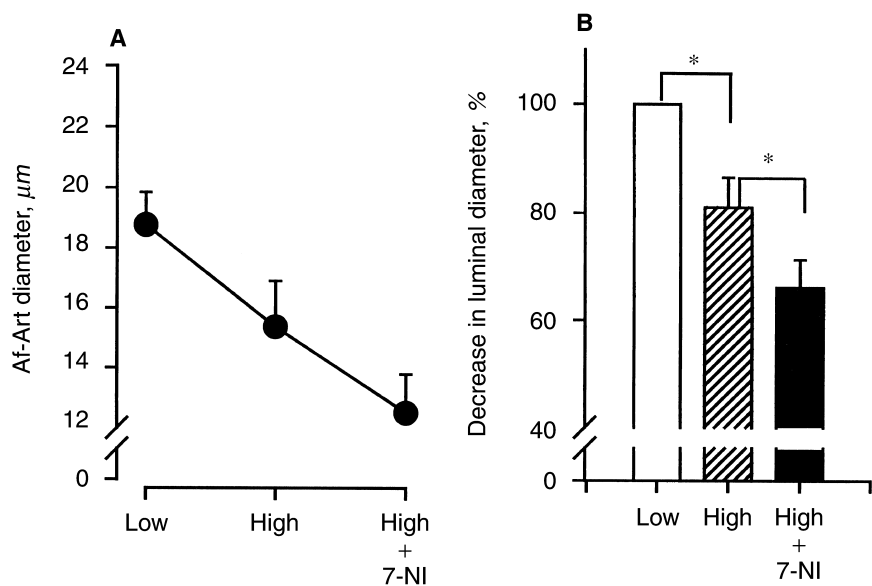 A
Af-Art diameter, μm
24
22
20
18
16
14
12
0
Low
High
High
+
7-NI
B
Decrease in luminal diameter, %
100
80
60
40
0
*
*
Low
High
High
+
7-NI